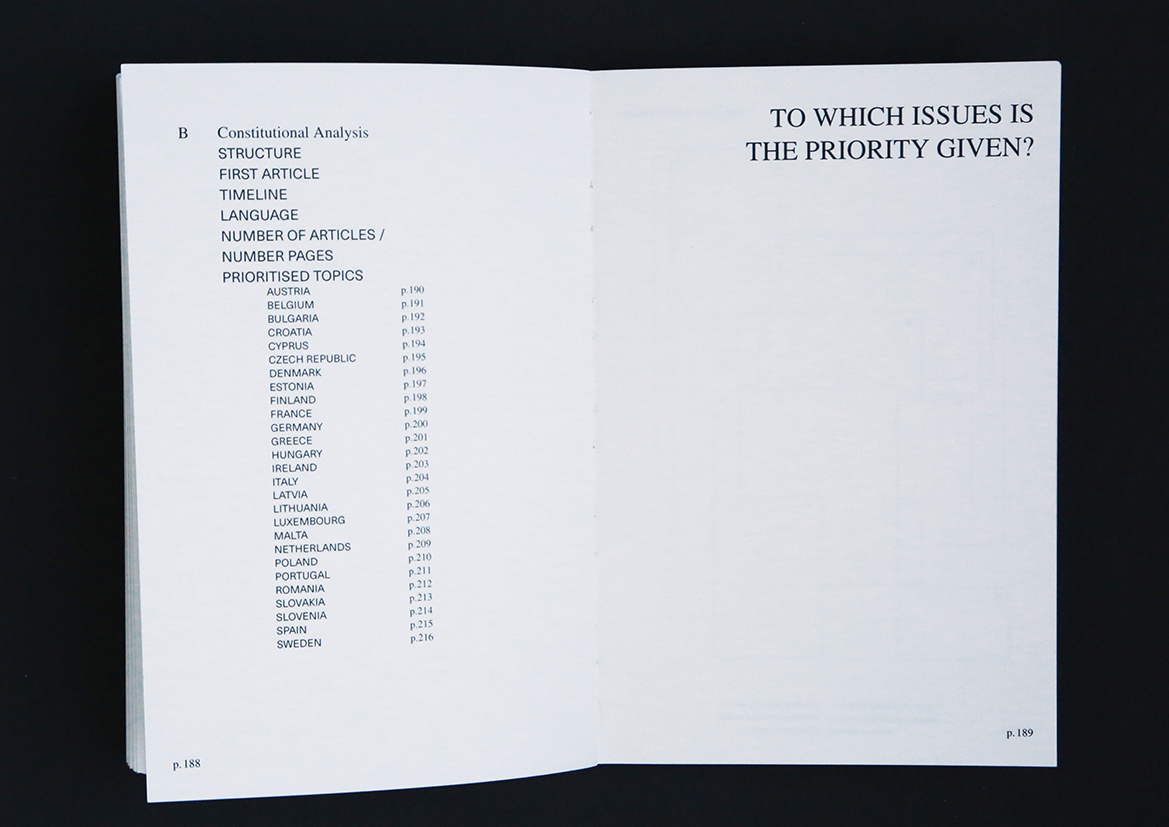 B Constitutional Analysis
STRUCTURE
FIRST ARTICLE
TIMELINE
LANGUAGE
NUMBER OF ARTICLES /
NUMBER PAGES
PRIORITISED TOPICS
AUSTRIA p.190
BELGIUM p.191
BULGARIA p.192
CROATIA p.193
CYPRUS p.194
CZECH REPUBLIC p.195
DENMARK p.196
ESTONIA p.197
FINLAND p.198
FRANCE p.199
GERMANY p.200
GREECE p.201
HUNGARY p.202
IRELAND p.203
ITALY p.204
LATVIA p.205
LITHUANIA p.206
LUXEMBOURG p.207
MALTA p.208
NETHERLANDS p.209
POLAND p.210
PORTUGAL p.211
ROMANIA p.212
SLOVAKIA p.213
SLOVENIA p.214
SPAIN p.215
SWEDEN p.216
p. 188
TO WHICH ISSUES IS
THE PRIORITY GIVEN?
p. 189